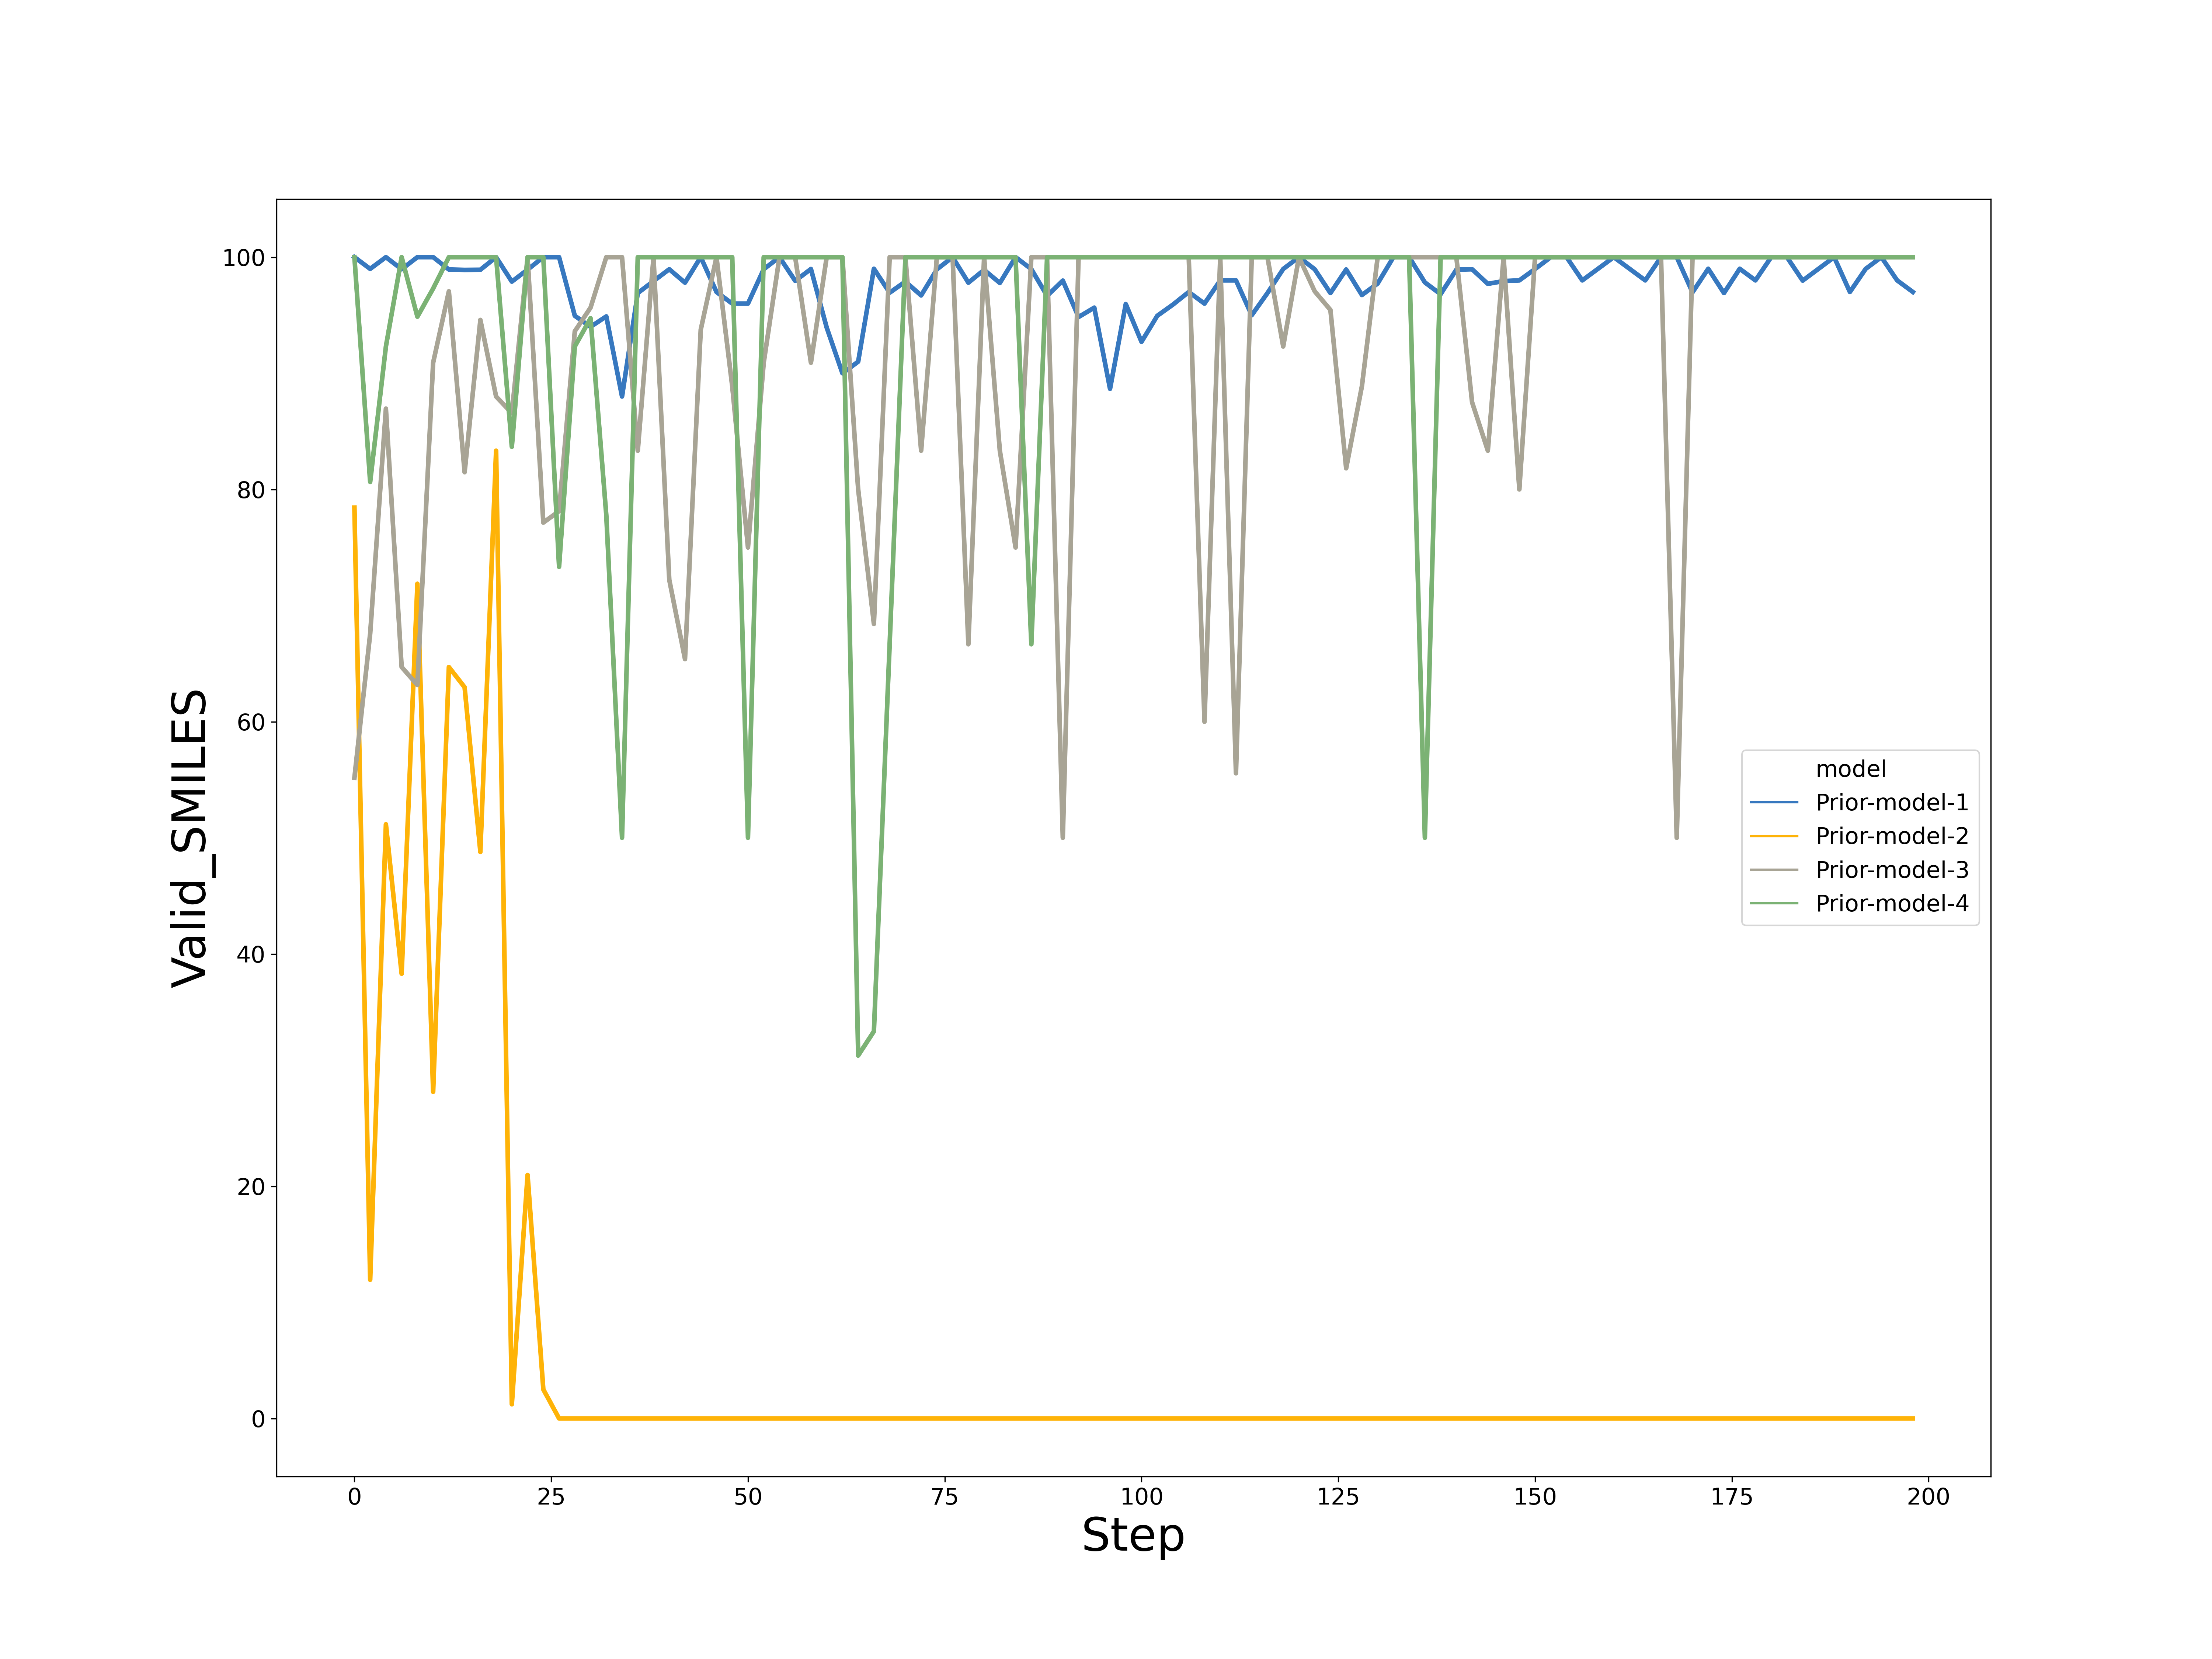 100
80
60
40
20
0
Valid_SMILES
0 25 50 75 100 125 150 175 200
Step
model
Prior-model-1
Prior-model-2
Prior-model-3
Prior-model-4